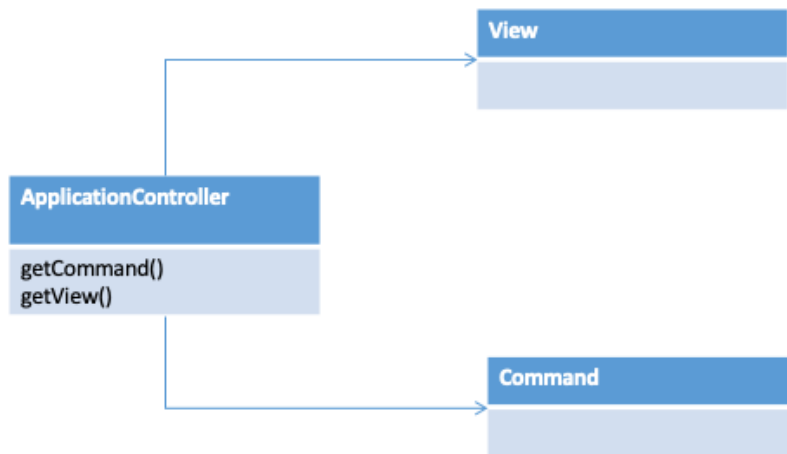 View
ApplicationController
getCommand()
getView()
Command